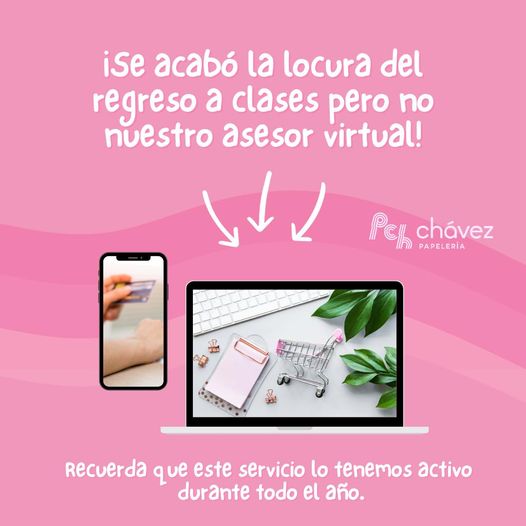 ¡Se acabó la locura del
regreso a clases pero no
nuestro asesor virtual!
Pch chávez
PAPELERÍA
Recuerda que este servicio lo tenemos activo
durante todo el año.